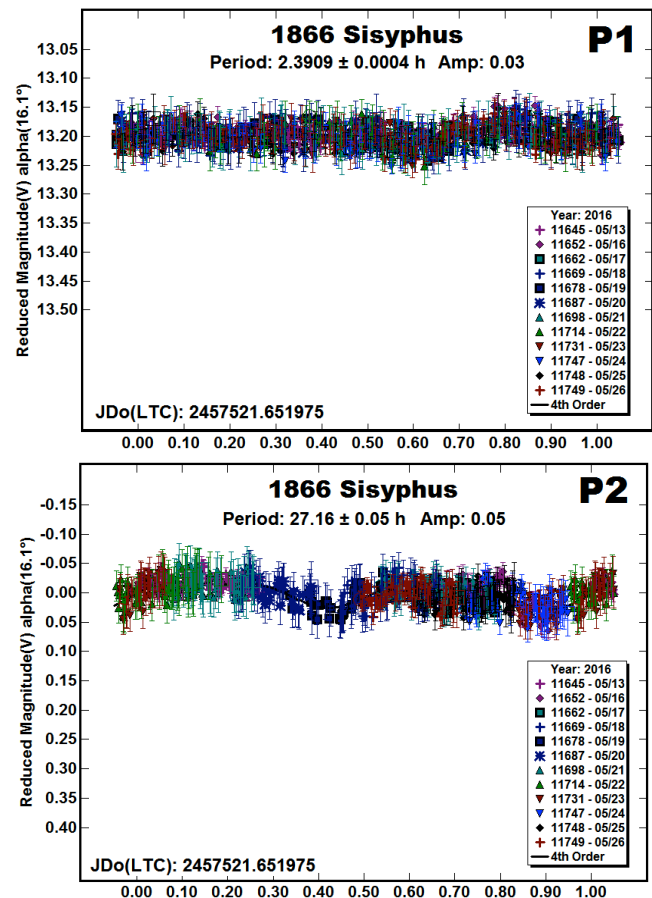 1866 Sisyphus
P1
Period: 2.3909 ± 0.0004 h Amp: 0.03
Reduced Magnitude(V) alpha(16.1°)
13.05
13.10
13.15
13.20
13.25
13.30
13.35
13.40
13.45
13.50
Year: 2016
11645 - 05/13
11652 - 05/16
11662 - 05/17
11669 - 05/18
11678 - 05/19
11687 - 05/20
11698 - 05/21
11714 - 05/22
11731 - 05/23
11747 - 05/24
11748 - 05/25
11749 - 05/26
4th Order
JDo(LTC): 2457521.651975
0.00 0.10 0.20 0.30 0.40 0.50 0.60 0.70 0.80 0.90 1.00
1866 Sisyphus
P2
Period: 27.16 ± 0.05 h Amp: 0.05
Reduced Magnitude(V) alpha(16.1°)
-0.15
-0.10
-0.05
0.00
0.05
0.10
0.15
0.20
0.25
0.30
0.35
0.40
Year: 2016
11645 - 05/13
11652 - 05/16
11662 - 05/17
11669 - 05/18
11678 - 05/19
11687 - 05/20
11698 - 05/21
11714 - 05/22
11731 - 05/23
11747 - 05/24
11748 - 05/25
11749 - 05/26
4th Order
JDo(LTC): 2457521.651975
0.00 0.10 0.20 0.30 0.40 0.50 0.60 0.70 0.80 0.90 1.00